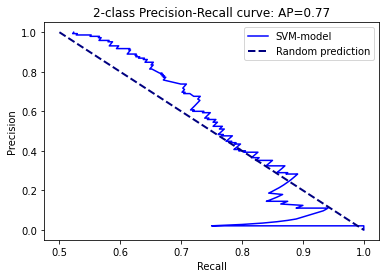 2-class Precision-Recall curve: AP=0.77
SVM-model
Random prediction
Precision
1.0
0.8
0.6
0.4
0.2
0.0
0.5 0.6 0.7 0.8 0.9 1.0
Recall